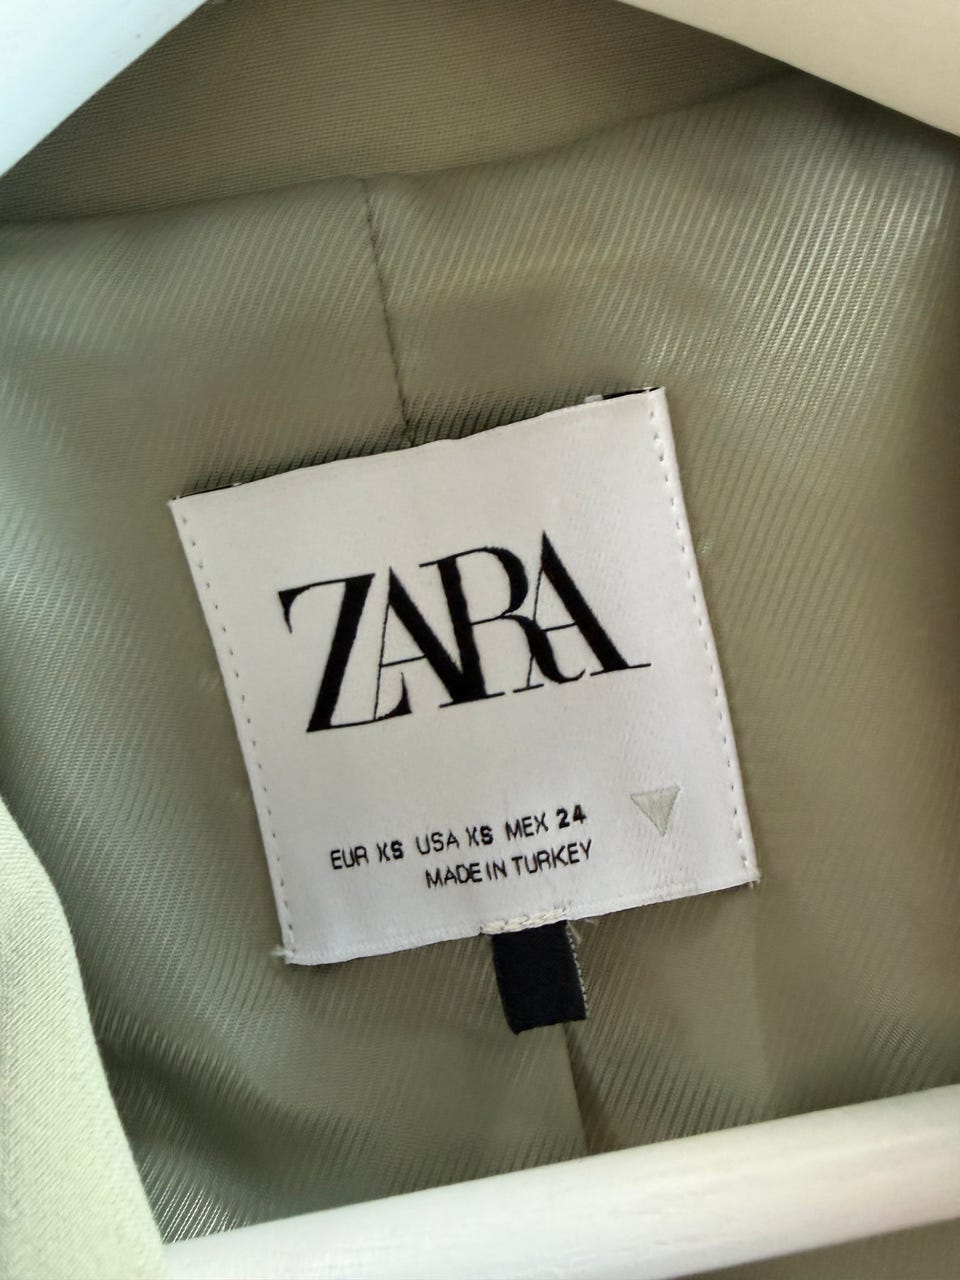 ZARA
EUR XS USA XS MEX 24
MADE IN TURKEY